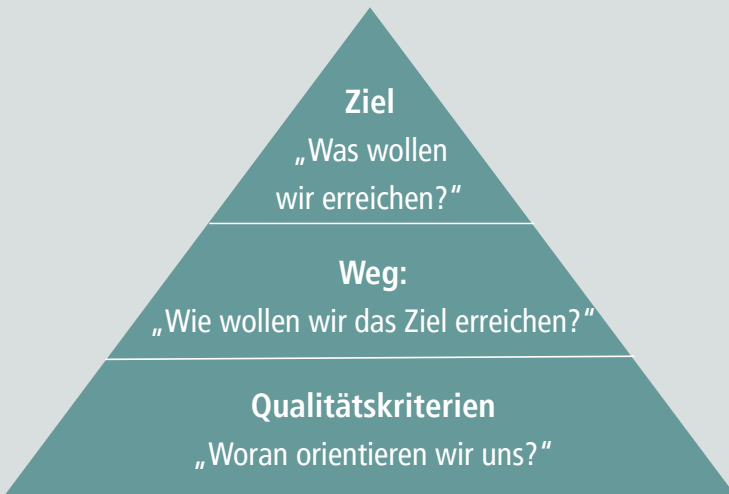 Ziel
„Was wollen
wir erreichen?“
Weg:
„Wie wollen wir das Ziel erreichen?“
Qualitätskriterien
„Woran orientieren wir uns?“